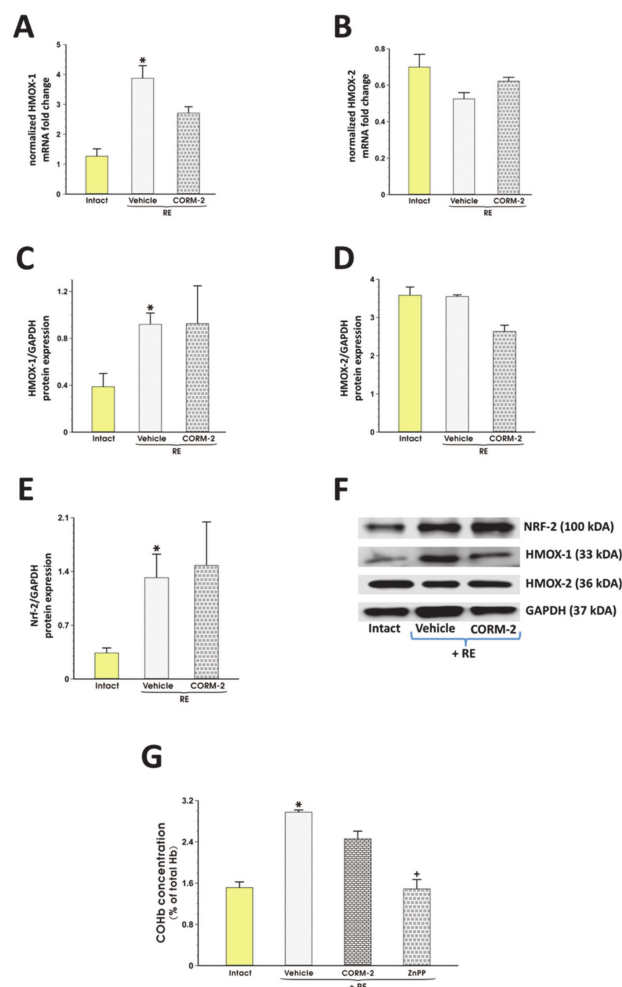 A
normalized HMOX-1
mRNA fold change
5
4
3
2
1
0
*
Intact
Vehicle
CORM-2
RE
B
normalized HMOX-2
mRNA fold change
0.8
0.6
0.4
0.2
0
Intact
Vehicle
CORM-2
RE
C
HMOX-1/GAPDH
protein expression
1.2
0.8
0.4
0
*
Intact
Vehicle
CORM-2
RE
D
HMOX-2/GAPDH
protein expression
4
3
2
1
0
Intact
Vehicle
CORM-2
RE
E
Nrf-2/GAPDH
protein expression
2.1
1.4
0.7
0
*
Intact
Vehicle
CORM-2
RE
F
NRF-2 (100 kDA)
HMOX-1 (33 kDA)
HMOX-2 (36 kDA)
GAPDH (37 kDA)
Intact
Vehicle
CORM-2
+ RE
G
COHb concentration
(% of total Hb)
3.2
2.4
1.6
0.8
0
*
+
Intact
Vehicle
CORM-2
ZnPP
+ RE